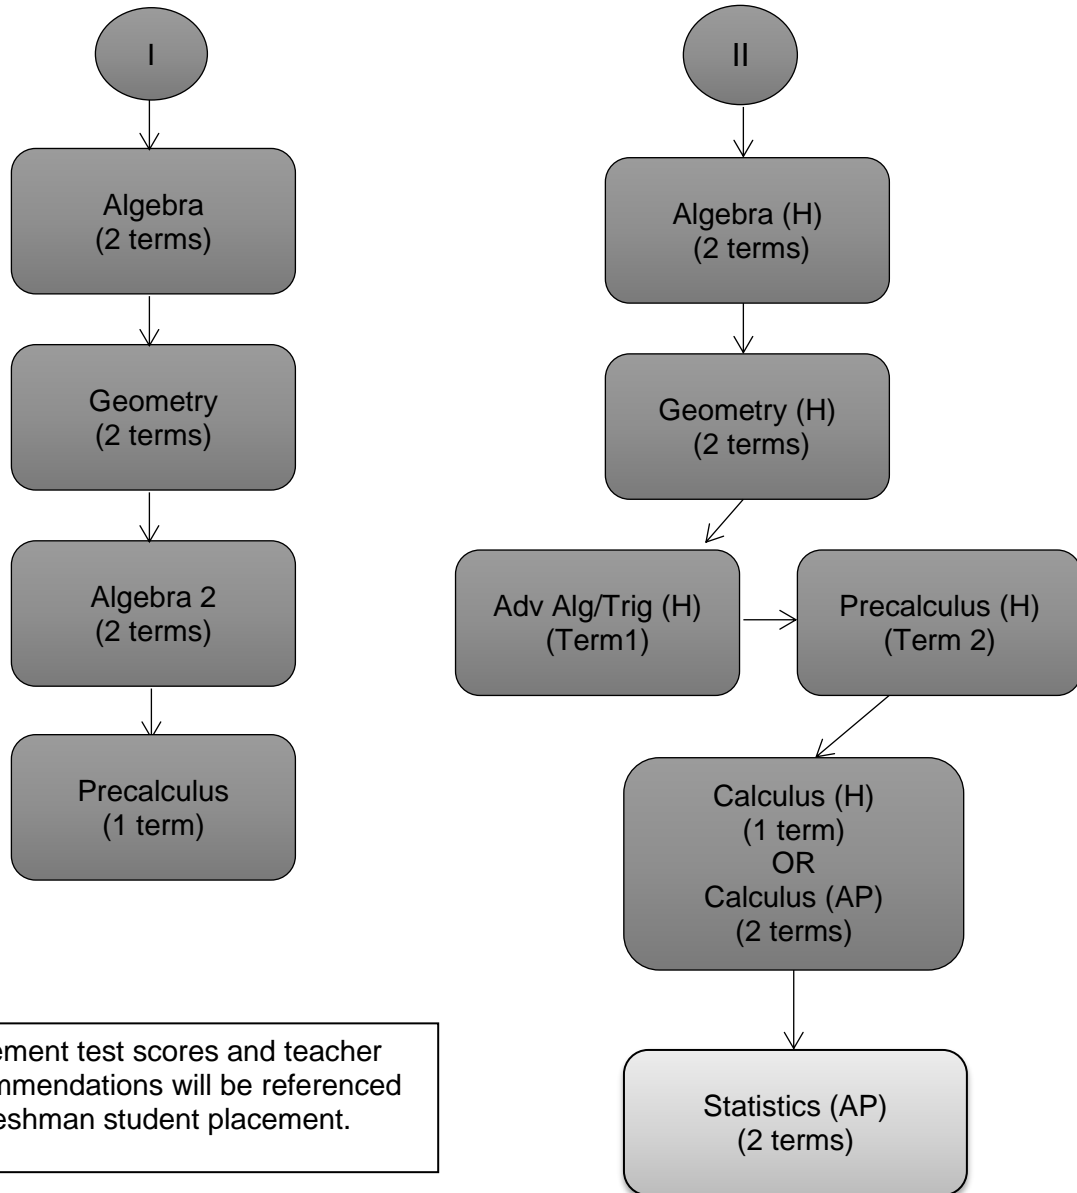 I
Algebra
(2 terms)
Geometry
(2 terms)
Algebra 2
(2 terms)
Precalculus
(1 term)
II
Algebra (H)
(2 terms)
Geometry (H)
(2 terms)
Adv Alg/Trig (H)
(Term1)
Precalculus (H)
(Term 2)
Calculus (H)
(1 term)
OR
Calculus (AP)
(2 terms)
Statistics (AP)
(2 terms)
test scores and teacher
will be referenced
student placement.